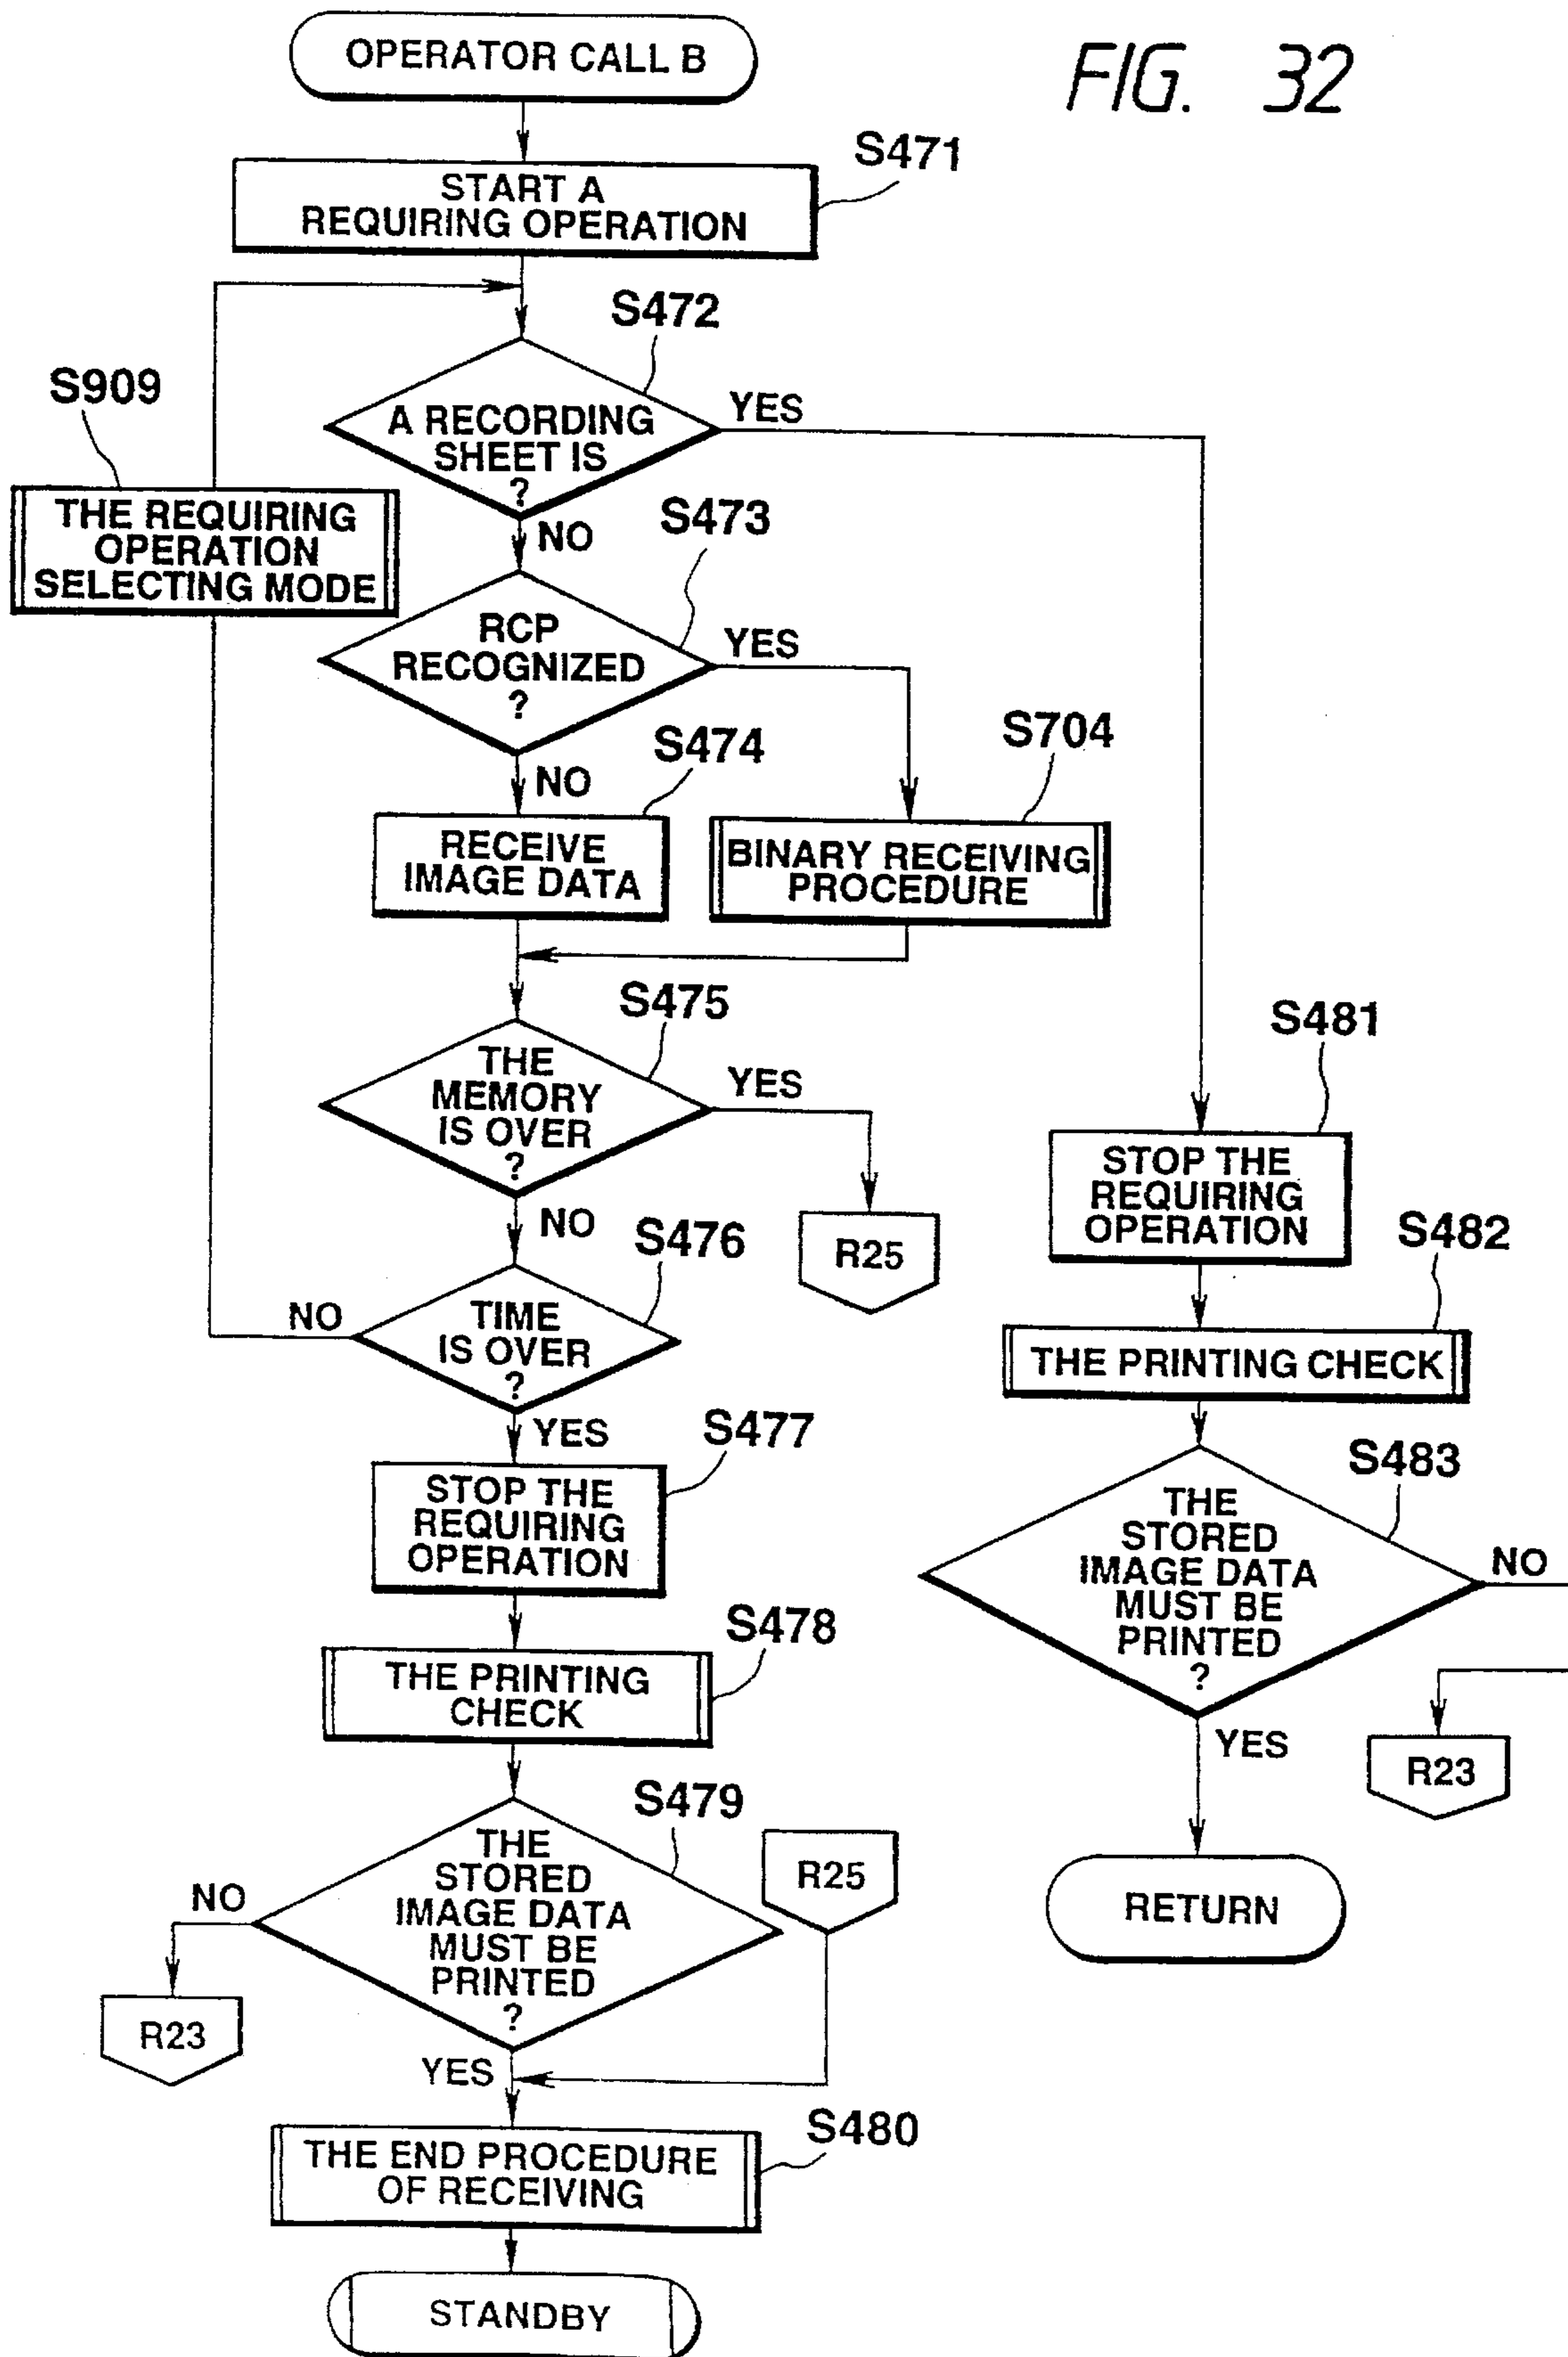 OPERATOR CALL B
FIG. 32
S471
START A
REQUIRING OPERATION
S472
A RECORDING
SHEET IS
?
YES
NO
S909
THE REQUIRING
OPERATION
SELECTING MODE
S473
RCP
RECOGNIZED
?
YES
NO
S474
RECEIVE
IMAGE DATA
S704
BINARY RECEIVING
PROCEDURE
S475
THE
MEMORY
IS OVER
?
YES
NO
R25
S476
TIME
IS OVER
?
NO
YES
S477
STOP THE
REQUIRING
OPERATION
S478
THE PRINTING
CHECK
S479
THE
STORED
IMAGE DATA
MUST BE
PRINTED
?
NO
R23
YES
R25
S480
THE END PROCEDURE
OF RECEIVING
STANDBY
S481
STOP THE
REQUIRING
OPERATION
S482
THE PRINTING CHECK
S483
THE
STORED
IMAGE DATA
MUST BE
PRINTED
?
NO
R23
YES
RETURN